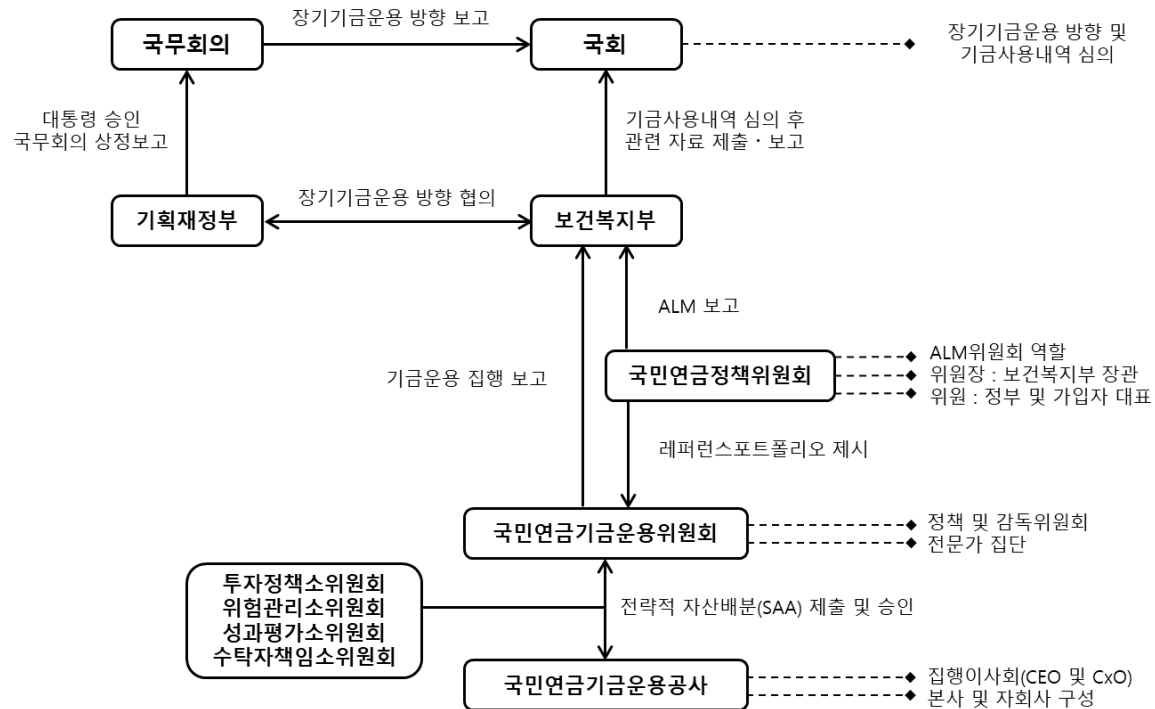 장기기금운용 방향 보고
국무회의
국회
장기기금운용 방향 및
기금사용내역 심의
대통령 승인
국무회의 상정보고
기금사용내역 심의 후
관련 자료 제출・보고
장기기금운용 방향 협의
기획재정부
보건복지부
ALM 보고
기금운용 집행 보고
국민연금정책위원회
ALM위원회 역할
위원장 : 보건복지부 장관
위원 : 정부 및 가입자 대표
레퍼런스포트폴리오 제시
국민연금기금운용위원회
정책 및 감독위원회
전문가 집단
투자정책소위원회
위험관리소위원회
성과평가소위원회
수탁자책임소위원회
전략적 자산배분(SAA) 제출 및 승인
국민연금기금운용공사
집행이사회(CEO 및 CxO)
본사 및 자회사 구성